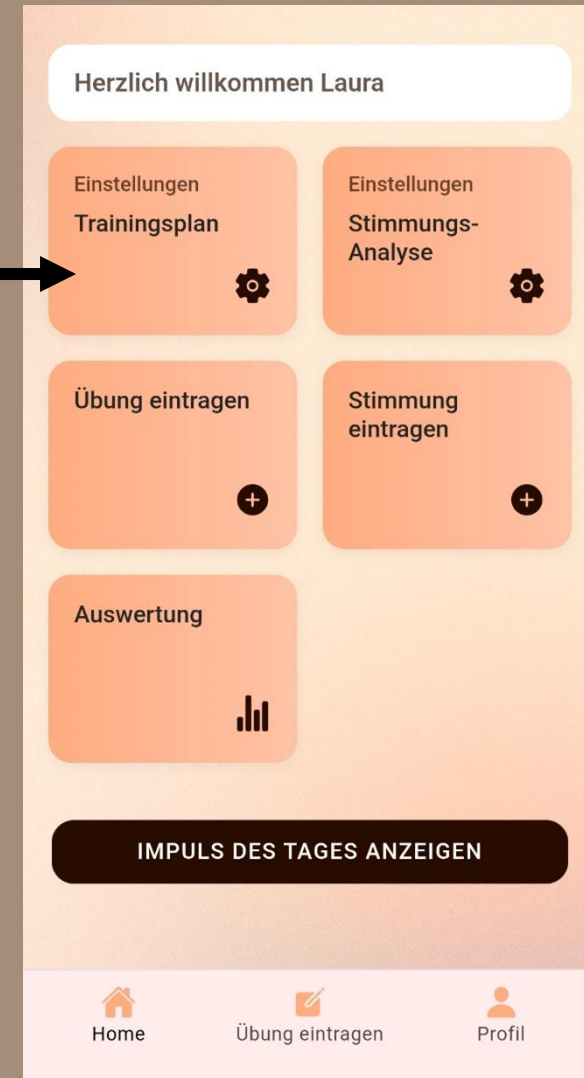 Herzlich willkommen Laura
Einstellungen
Trainingsplan
Einstellungen
Stimmungs-
Analyse
Übung eintragen
Stimmung
eintragen
Auswertung
IMPULS DES TAGES ANZEIGEN
Home
Übung eintragen
Profil